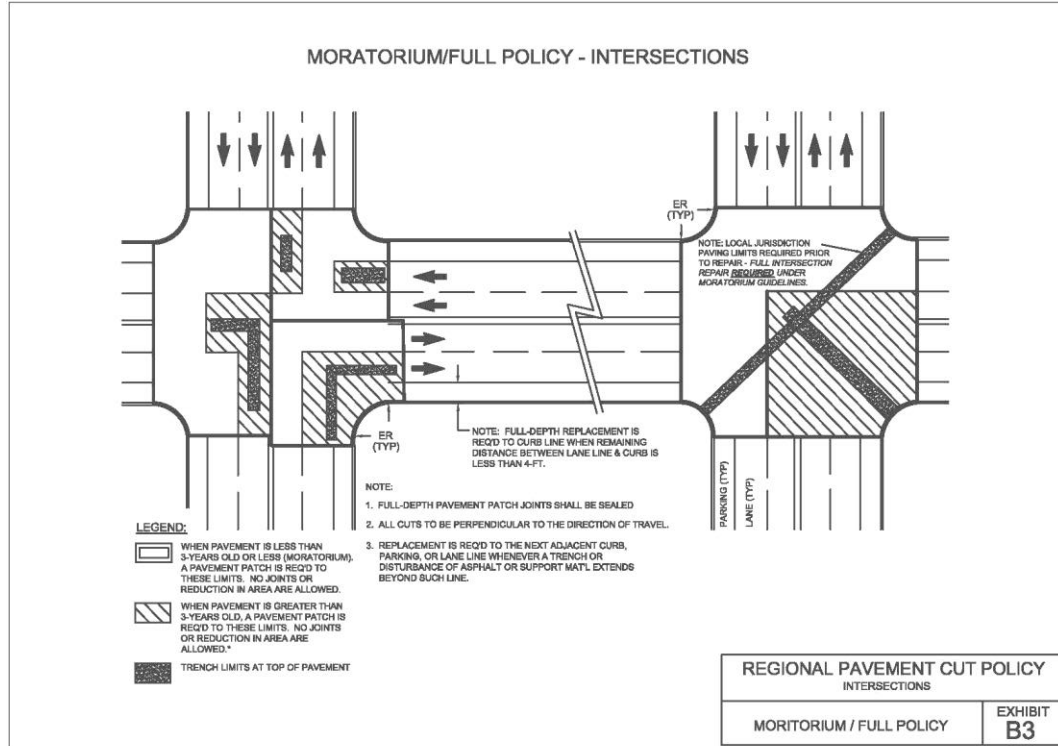 MORATORIUM/FULL POLICY - INTERSECTIONS
ER
(TYP)
NOTE: LOCAL JURISDICTION
PAVING LIMITS REQUIRED PRIOR
TO REPAIR - FULL INTERSECTION
REPAIR REQUIRED UNDER
MORATORIUM GUIDELINES.
ER
(TYP)
NOTE: FULL-DEPTH REPLACEMENT IS
REQ'D TO CURB LINE WHEN REMAINING
DISTANCE BETWEEN LANE LINE & CURB IS
LESS THAN 4-FT.
PARKING (TYP)
LANE (TYP)
NOTE:
1. FULL-DEPTH PAVEMENT PATCH JOINTS SHALL BE SEALED
2. ALL CUTS TO BE PERPENDICULAR TO THE DIRECTION OF TRAVEL.
3. REPLACEMENT IS REQ'D TO THE NEXT ADJACENT CURB,
PARKING, OR LANE LINE WHENEVER A TRENCH OR
DISTURBANCE OF ASPHALT OR SUPPORT MAT'L EXTENDS
BEYOND SUCH LINE.
LEGEND:
WHEN PAVEMENT IS LESS THAN
3-YEARS OLD OR LESS (MORATORIUM),
A PAVEMENT PATCH IS REQ'D TO
THESE LIMITS. NO JOINTS OR
REDUCTION IN AREA ARE ALLOWED.
WHEN PAVEMENT IS GREATER THAN
3-YEARS OLD, A PAVEMENT PATCH IS
REQ'D TO THESE LIMITS. NO JOINTS
OR REDUCTION IN AREA ARE
ALLOWED.*
TRENCH LIMITS AT TOP OF PAVEMENT
REGIONAL PAVEMENT CUT POLICY
INTERSECTIONS
MORITORIUM / FULL POLICY
EXHIBIT
B3